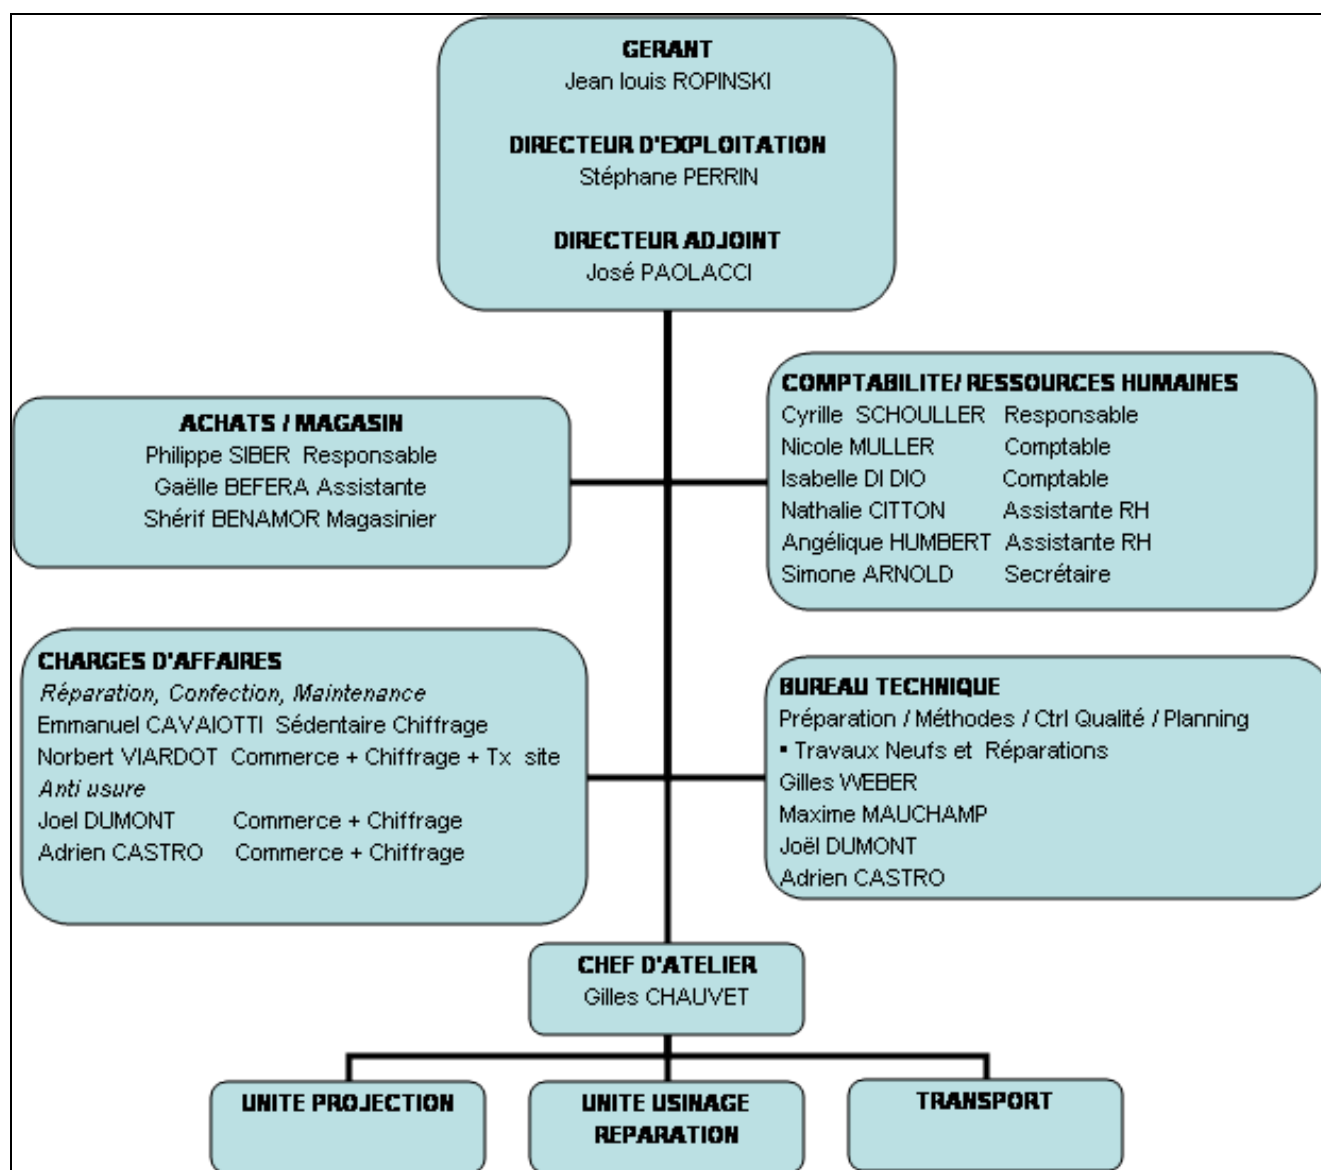 GERANT
Jean louis ROPINSKI
DIRECTEUR D'EXPLOITATION
Stéphane PERRIN
DIRECTEUR ADJOINT
José PAOLACCI
ACHATS / MAGASIN
Philippe SIBER Responsable
Gaëlle BEFERA Assistante
Shérif BENAMOR Magasinier
COMPTABILITE/ RESSOURCES HUMAINES
Cyrille SCHOULLER Responsable
Nicole MULLER Comptable
Isabelle DI DIO Comptable
Nathalie CITTON Assistante RH
Angélique HUMBERT Assistante RH
Simone ARNOLD Secrétaire
CHARGES D'AFFAIRES
Réparation, Confection, Maintenance
Emmanuel CAVAIOTTI Sédentaire Chiffrage
Norbert VIARDOT Commerce + Chiffrage + Tx site
Anti usure
Joel DUMONT Commerce + Chiffrage
Adrien CASTRO Commerce + Chiffrage
BUREAU TECHNIQUE
Préparation / Méthodes / Ctrl Qualité / Planning
▪ Travaux Neufs et Réparations
Gilles WEBER
Maxime MAUCHAMP
Joël DUMONT
Adrien CASTRO
CHEF D'ATELIER
Gilles CHAUVET
UNITE PROJECTION
UNITE USINAGE
REPARATION
TRANSPORT